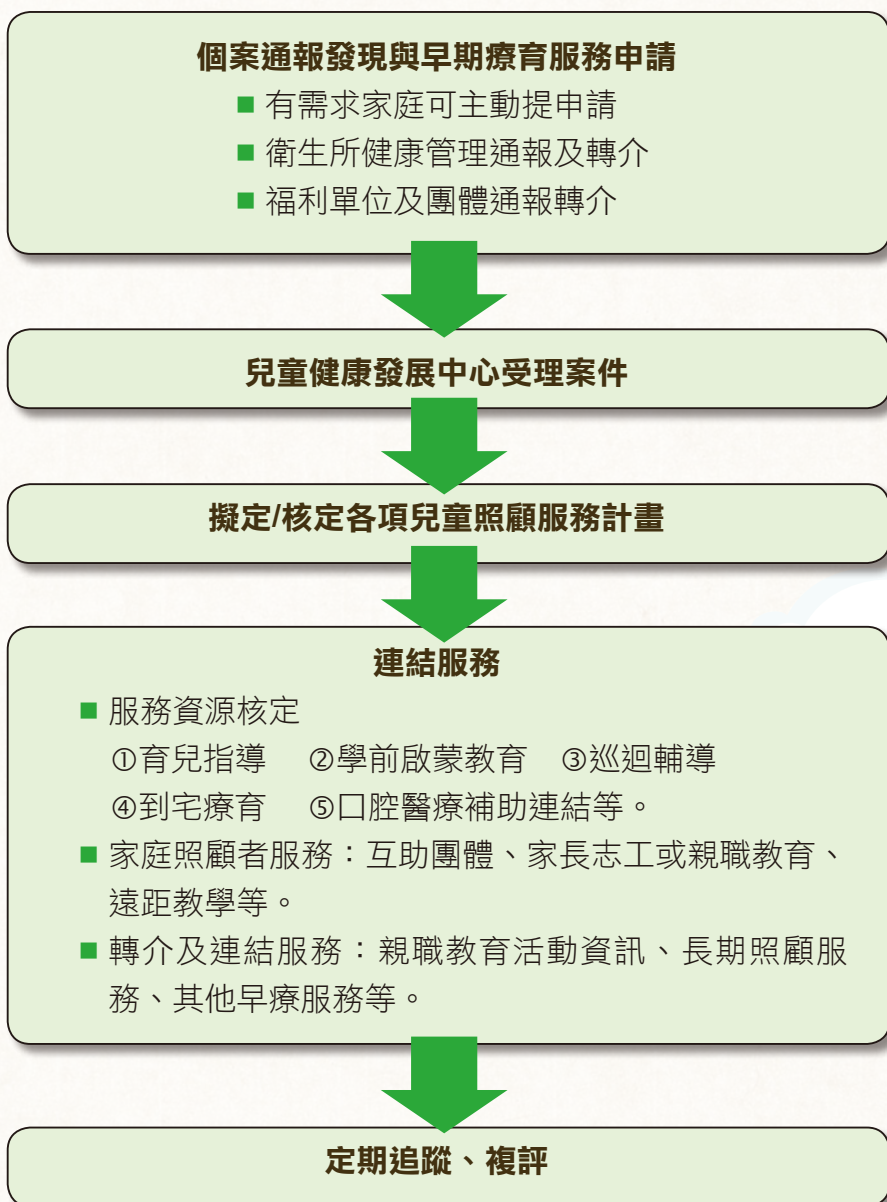 個案通報發現與早期療育服務申請
■ 有需求家庭可主動提申請
■ 衛生所健康管理通報及轉介
■ 福利單位及團體通報轉介
兒童健康發展中心受理案件
擬定/核定各項兒童照顧服務計畫
連結服務
■ 服務資源核定
①育兒指導 ②學前啟蒙教育 ③巡迴輔導
④到宅療育 ⑤口腔醫療補助連結等。
■ 家庭照顧者服務：互助團體、家長志工或親職教育、
遠距教學等。
■ 轉介及連結服務：親職教育活動資訊、長期照顧服
務、其他早療服務等。
定期追蹤、複評